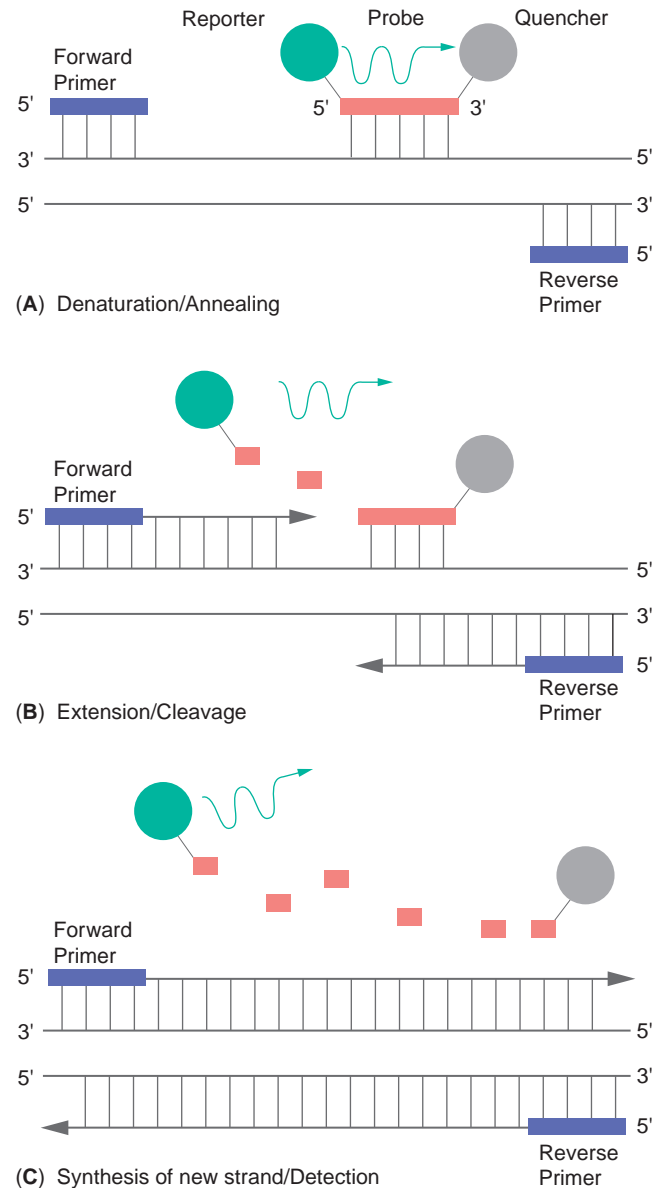 Reporter Probe Quencher
Forward
Primer
5' 5' 3'
3' 5'
5' 3'
5'
Reverse
Primer
(A) Denaturation/Annealing
Forward
Primer
5'
3' 5'
5' 3'
5'
Reverse
Primer
(B) Extension/Cleavage
Forward
Primer
5'
3' 5'
5' 3'
5'
Reverse
Primer
(C) Synthesis of new strand/Detection